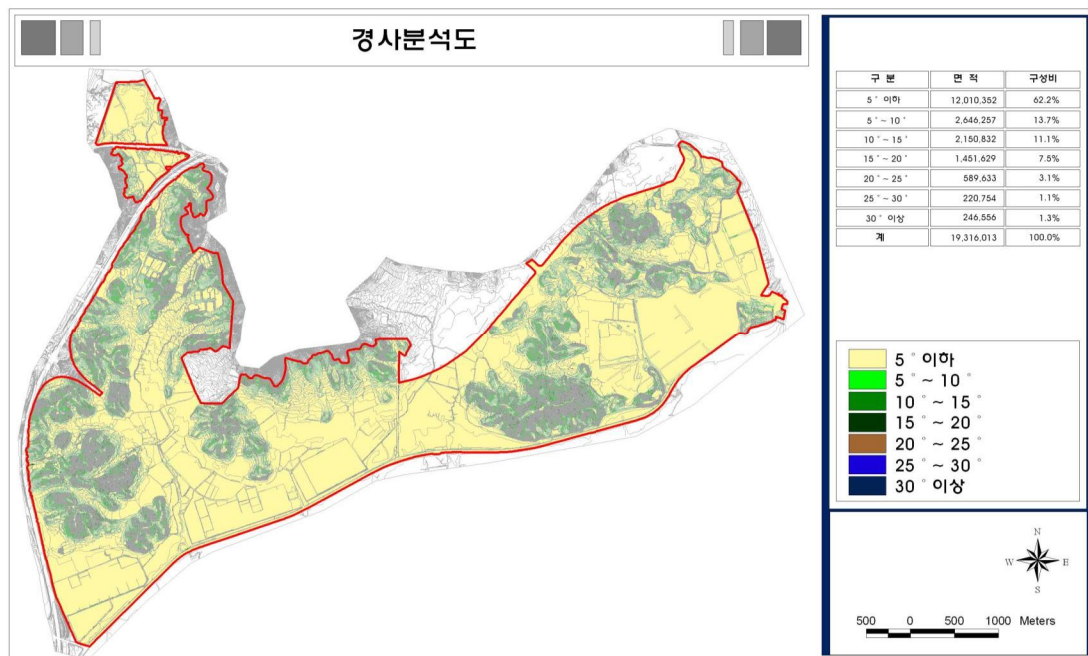 경사분석도
구 분 면 적 구성비
5 ° 이하 12,010,352 62.2%
5 ° ~ 10 ° 2,646,257 13.7%
10 ° ~ 15 ° 2,150,832 11.1%
15 ° ~ 20 ° 1,451,629 7.5%
20 ° ~ 25 ° 589,633 3.1%
25 ° ~ 30 ° 220,754 1.1%
30 ° 이상 246,556 1.3%
계 19,316,013 100.0%
5 ° 이하
5 ° ~ 10 °
10 ° ~ 15 °
15 ° ~ 20 °
20 ° ~ 25 °
25 ° ~ 30 °
30 ° 이상
N
W E
S
500 0 500 1000 Meters